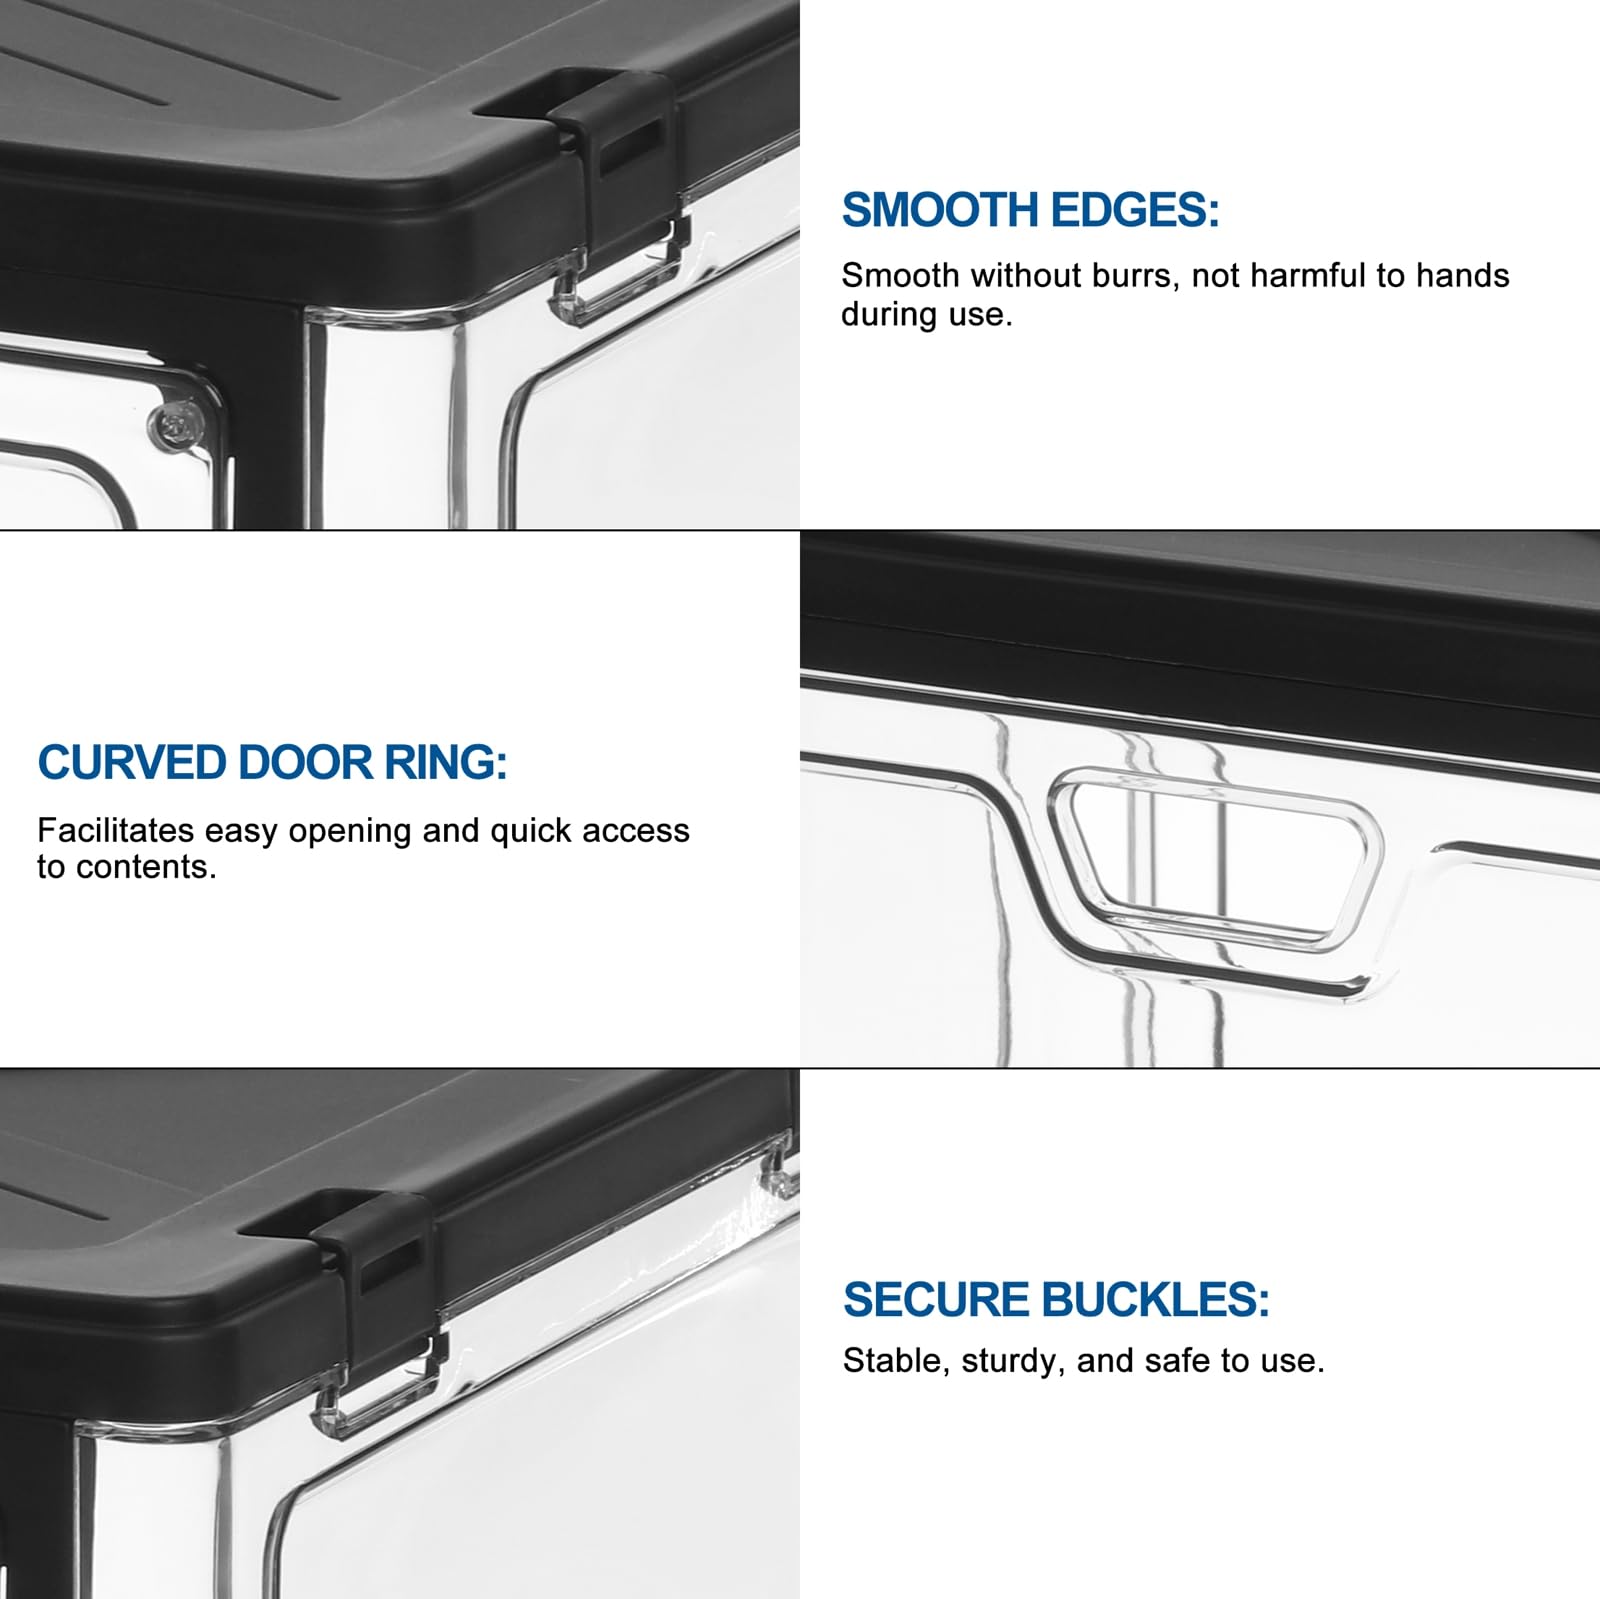 SMOOTH EDGES:
Smooth without burrs, not harmful to hands
during use.
CURVED DOOR RING:
Facilitates easy opening and quick access
to contents.
SECURE BUCKLES:
Stable, sturdy, and safe to use.